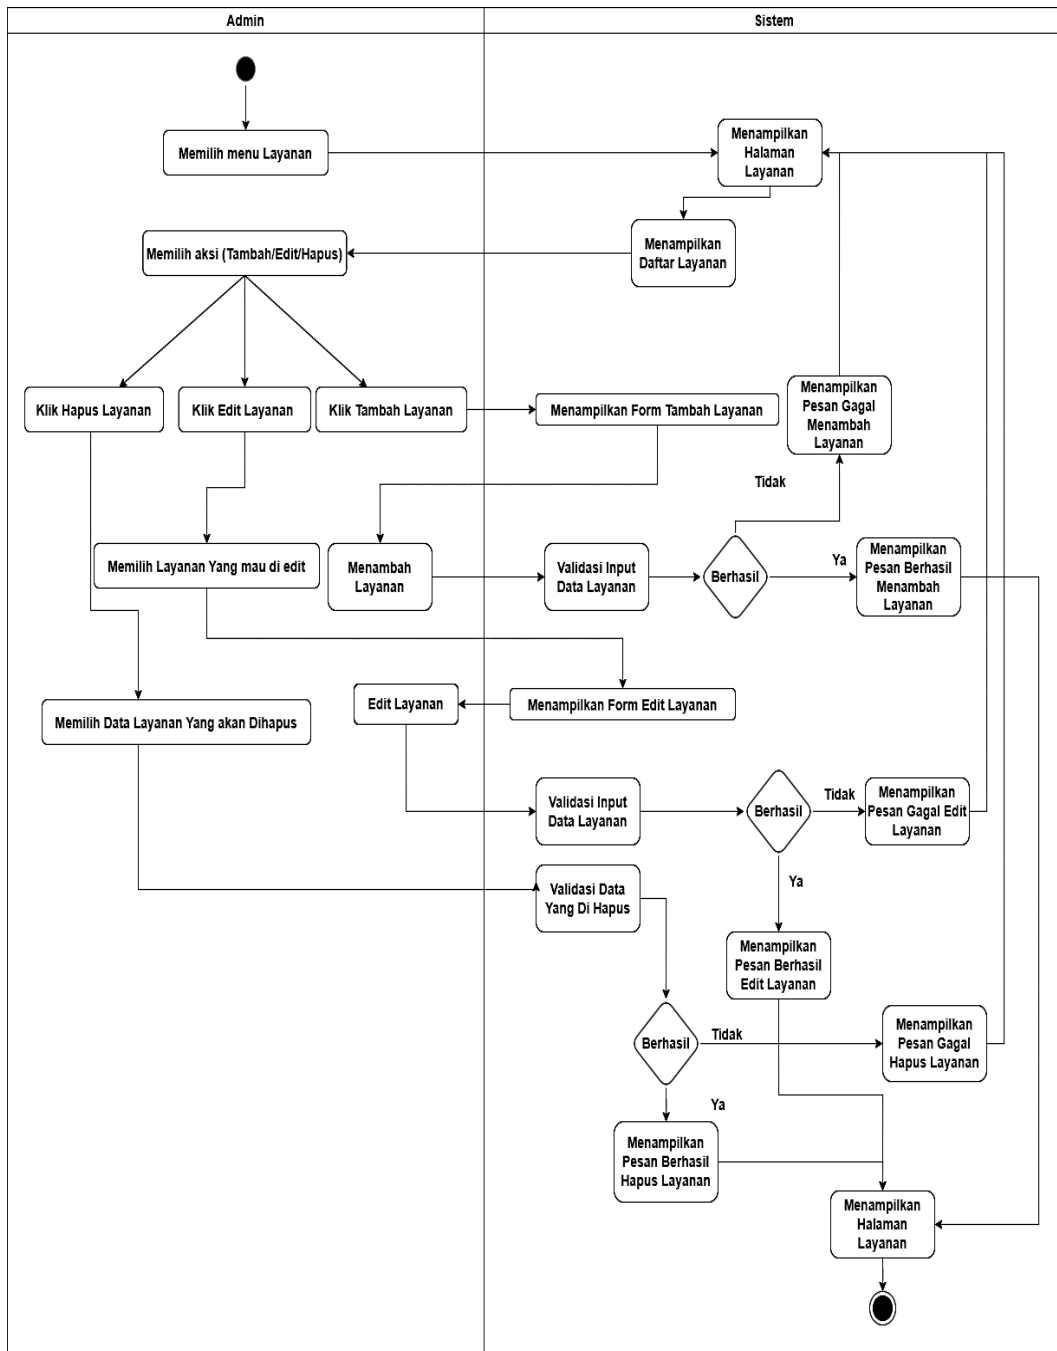 Admin
Sistem
Memilih menu Layanan
Menampilkan
Halaman
Layanan
Memilih aksi (Tambah/Edit/Hapus)
Menampilkan
Daftar Layanan
Klik Hapus Layanan
Klik Edit Layanan
Klik Tambah Layanan
Menampilkan Form Tambah Layanan
Menampilkan
Pesan Gagal
Menambah
Layanan
Tidak
Memilih Layanan Yang mau di edit
Menambah
Layanan
Validasi Input
Data Layanan
Berhasil
Ya
Menampilkan
Pesan Berhasil
Menambah
Layanan
Memilih Data Layanan Yang akan Dihapus
Edit Layanan
Menampilkan Form Edit Layanan
Validasi Input
Data Layanan
Berhasil
Tidak
Menampilkan
Pesan Gagal Edit
Layanan
Ya
Validasi Data
Yang Di Hapus
Menampilkan
Pesan Berhasil
Edit Layanan
Berhasil
Tidak
Menampilkan
Pesan Gagal
Hapus Layanan
Ya
Menampilkan
Pesan Berhasil
Hapus Layanan
Menampilkan
Halaman
Layanan